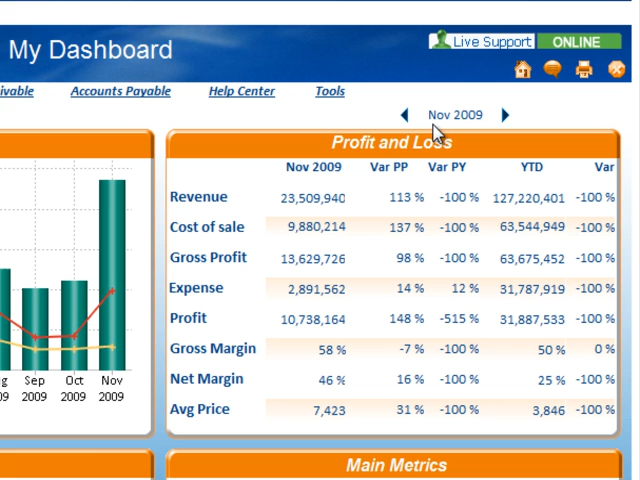 My Dashboard
Live Support ONLINE
ivable Accounts Payable Help Center Tools
Nov 2009
Profit and Loss
Nov 2009 Var PP Var PY YTD Var
Revenue 23,509,940 113 % -100 % 127,220,401 -100 %
Cost of sale 9,880,214 137 % -100 % 63,544,949 -100 %
Gross Profit 13,629,726 98 % -100 % 63,675,452 -100 %
Expense 2,891,562 14 % 12 % 31,787,919 -100 %
Profit 10,738,164 148 % -515 % 31,887,533 -100 %
Gross Margin 58 % -7 % -100 % 50 % 0 %
Net Margin 46 % 16 % -100 % 25 % -100 %
Avg Price 7,423 31 % -100 % 3,846 -100 %
g Sep Oct Nov
09 2009 2009 2009
Main Metrics